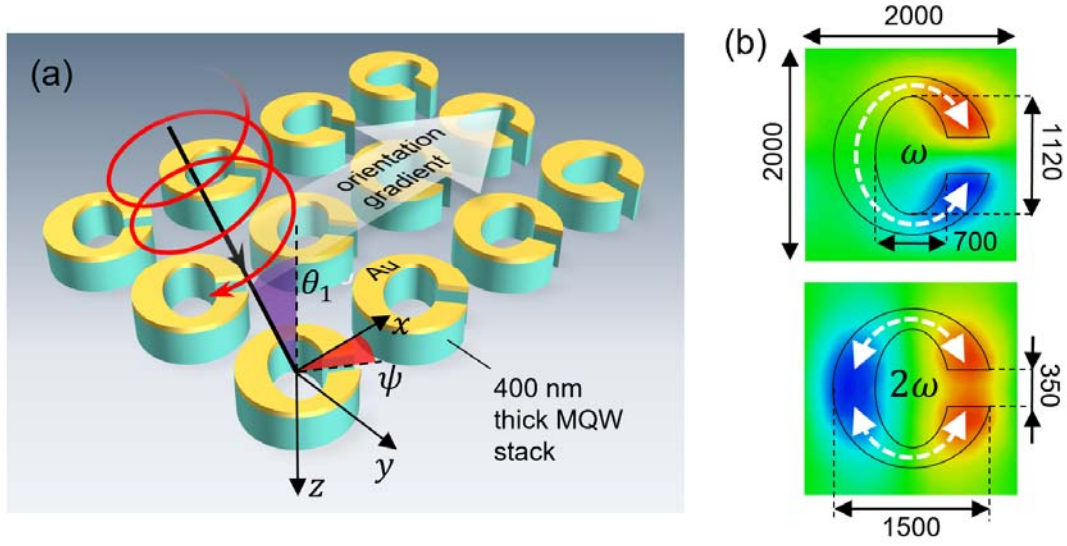 (a)
orientation
gradient
Au
θ₁
x
ψ
y
z
400 nm
thick MQW
stack
(b)
2000
2000
ω
1120
700
2ω
350
1500